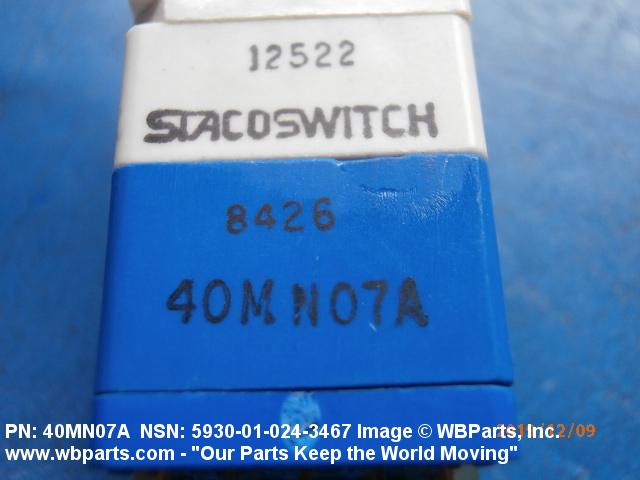 12522
STACOSWITCH
8426
40MN07A
PN: 40MN07A NSN: 5930-01-024-3467 Image © WBParts, Inc.
www.wbparts.com - "Our Parts Keep the World Moving"